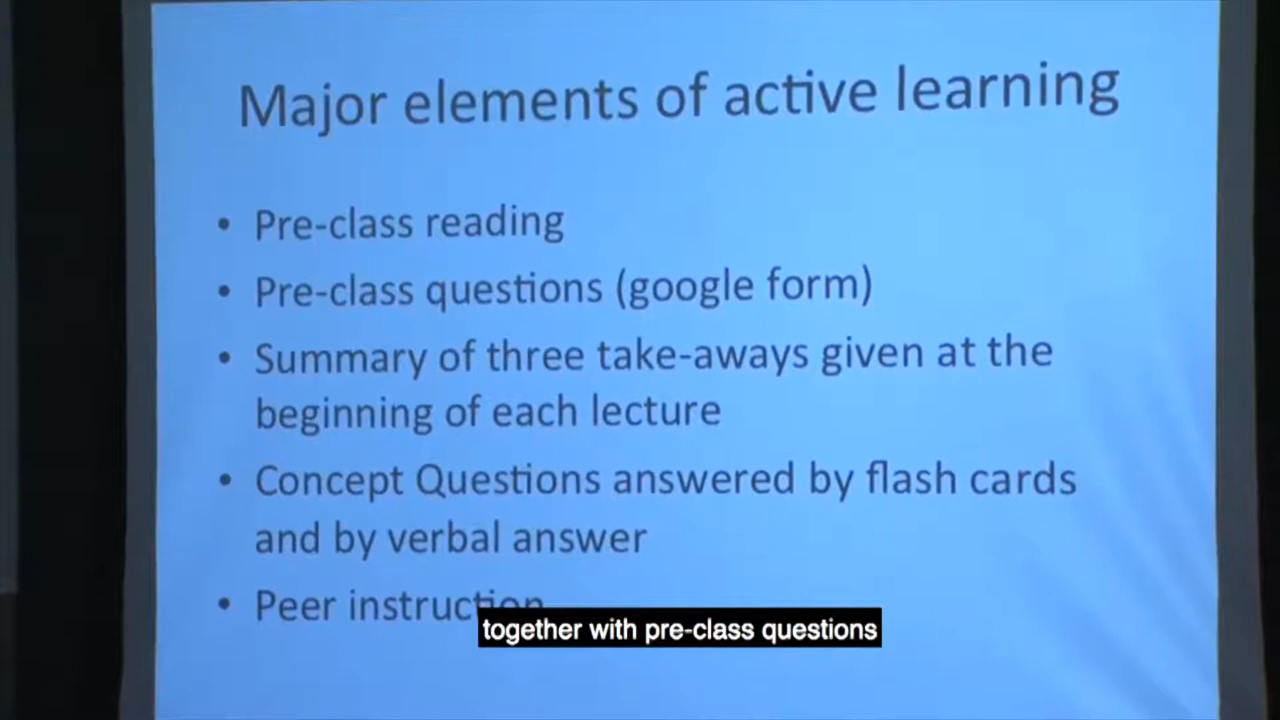 Major elements of active learning
• Pre-class reading
• Pre-class questions (google form)
• Summary of three take-aways given at the
beginning of each lecture
• Concept Questions answered by flash cards
and by verbal answer
• Peer instruction
together with pre-class questions